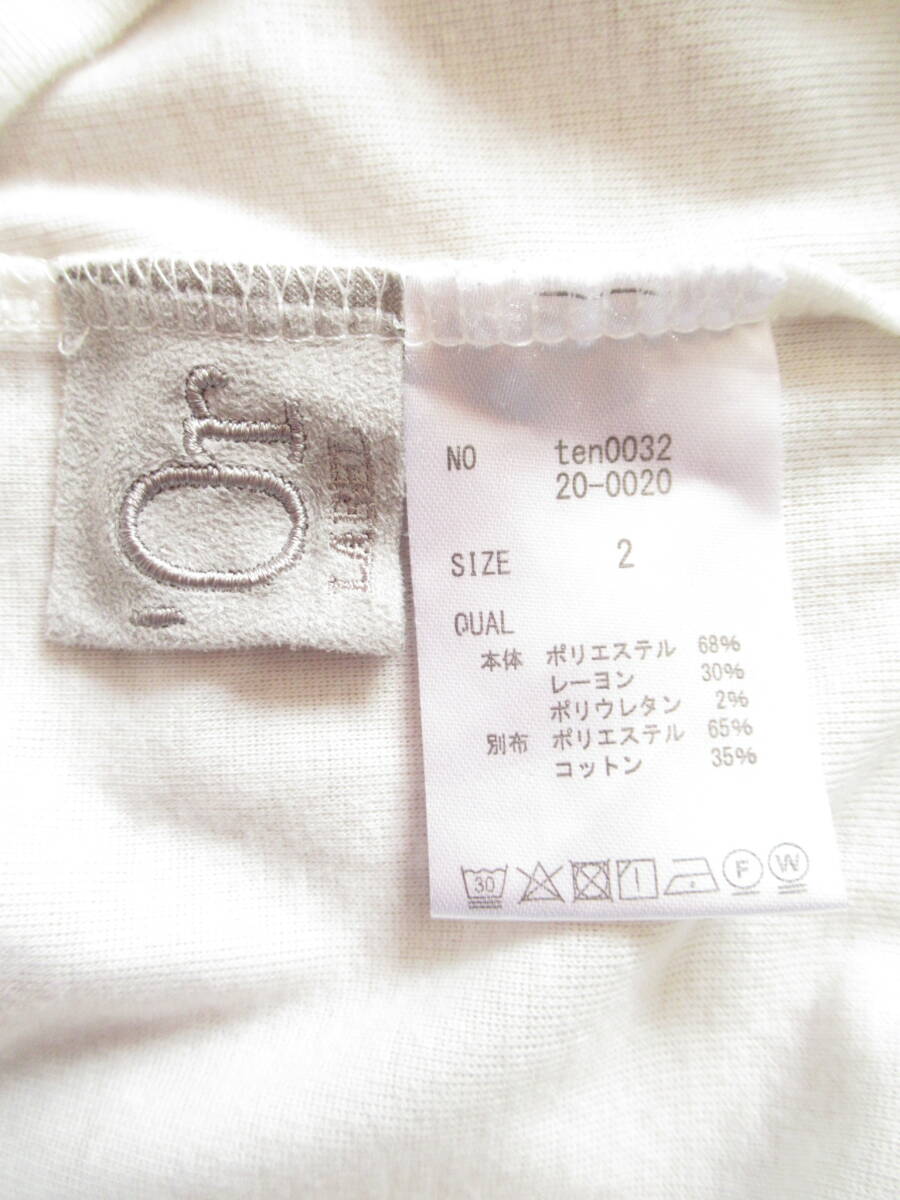 'Or
LABEL
NO ten0032
20-0020
SIZE 2
QUAL
本体 ポリエステル 68%
レーヨン 30%
ポリウレタン 2%
別布 ポリエステル 65%
コットン 35%
30 F W